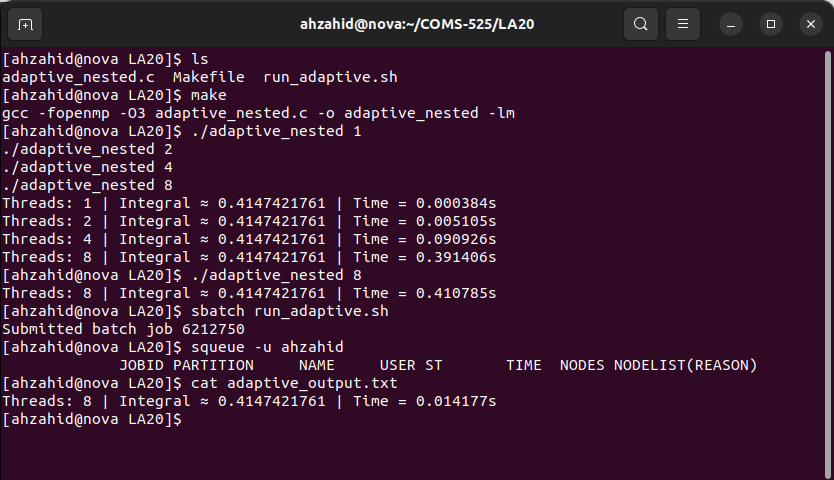 ahzahid@nova:~/COMS-525/LA20
[ahzahid@nova LA20]$ ls
adaptive_nested.c  Makefile  run_adaptive.sh
[ahzahid@nova LA20]$ make
gcc -fopenmp -O3 adaptive_nested.c -o adaptive_nested -lm
[ahzahid@nova LA20]$ ./adaptive_nested 1
./adaptive_nested 2
./adaptive_nested 4
./adaptive_nested 8
Threads: 1 | Integral ≈ 0.4147421761 | Time = 0.000384s
Threads: 2 | Integral ≈ 0.4147421761 | Time = 0.005105s
Threads: 4 | Integral ≈ 0.4147421761 | Time = 0.090926s
Threads: 8 | Integral ≈ 0.4147421761 | Time = 0.391406s
[ahzahid@nova LA20]$ ./adaptive_nested 8
Threads: 8 | Integral ≈ 0.4147421761 | Time = 0.410785s
[ahzahid@nova LA20]$ sbatch run_adaptive.sh
Submitted batch job 6212750
[ahzahid@nova LA20]$ squeue -u ahzahid
             JOBID PARTITION     NAME     USER ST       TIME  NODES NODELIST(REASON)
[ahzahid@nova LA20]$ cat adaptive_output.txt
Threads: 8 | Integral ≈ 0.4147421761 | Time = 0.014177s
[ahzahid@nova LA20]$